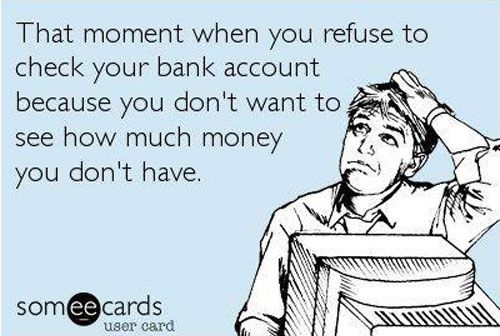 That moment when you refuse to
check your bank account
because you don't want to
see how much money
you don't have.
someecards
user card